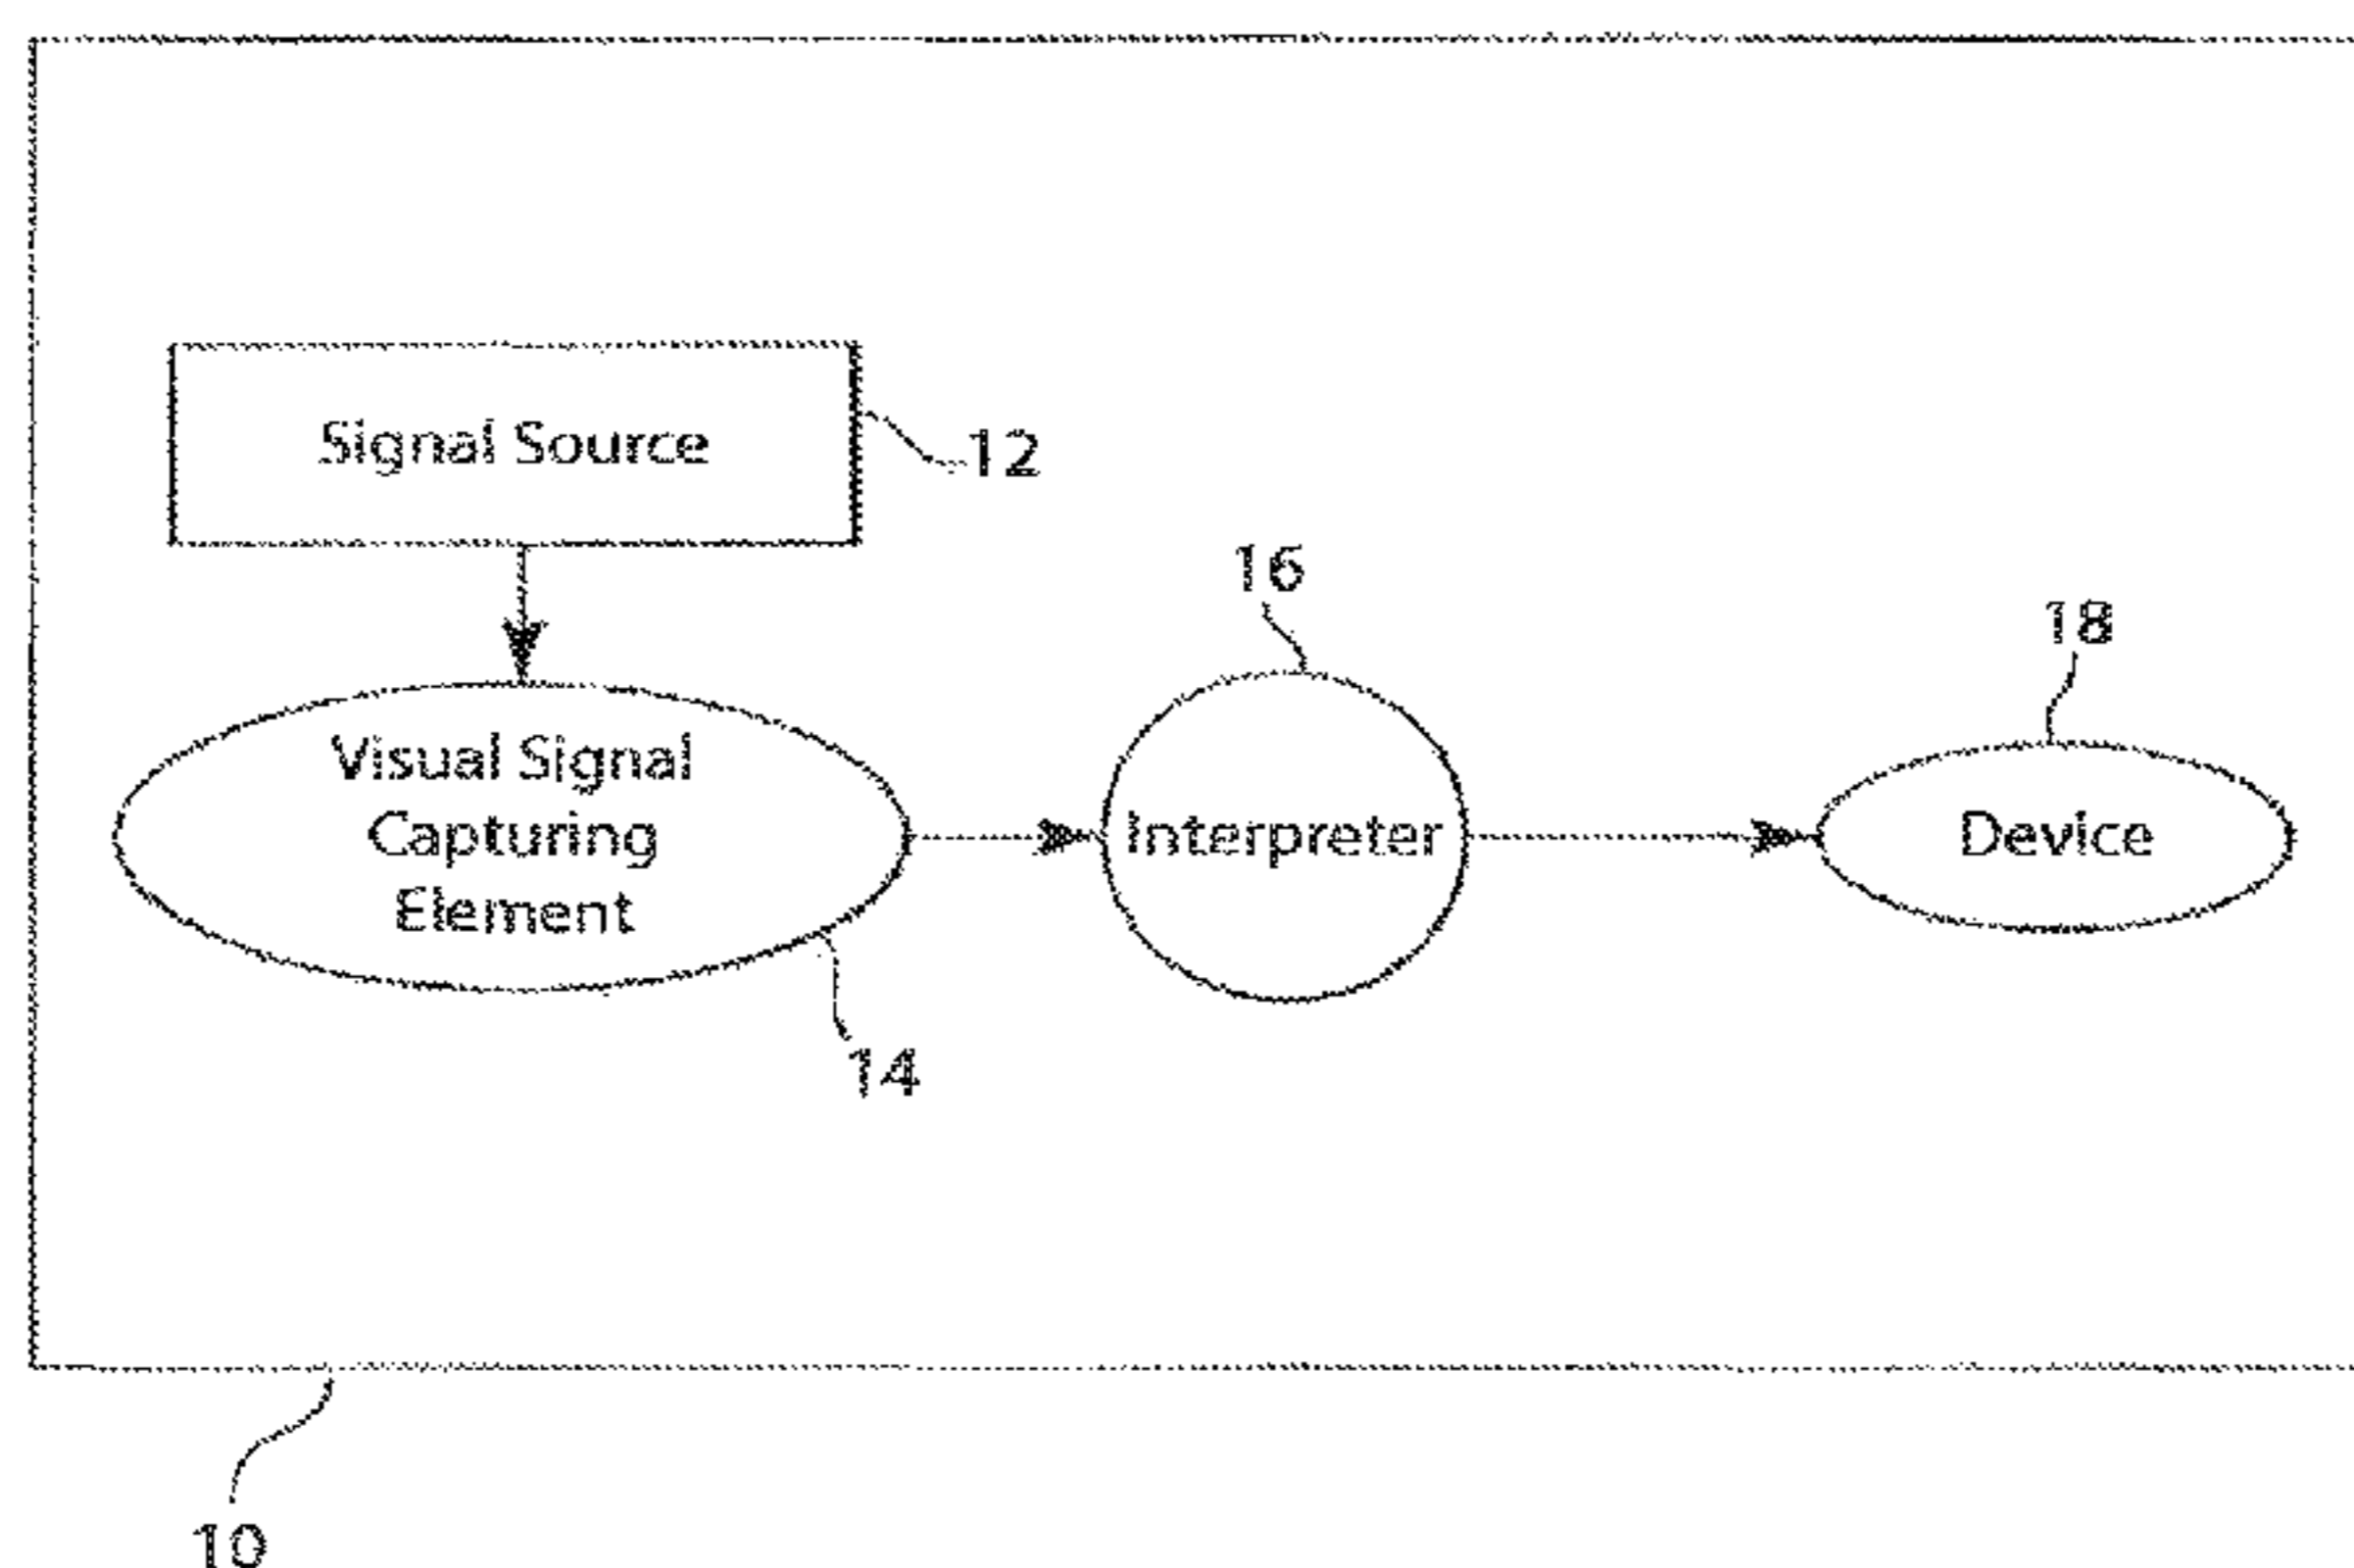 Signal Source
12
16
18
Visual Signal
Capturing
Element
Interpreter
Device
14
10